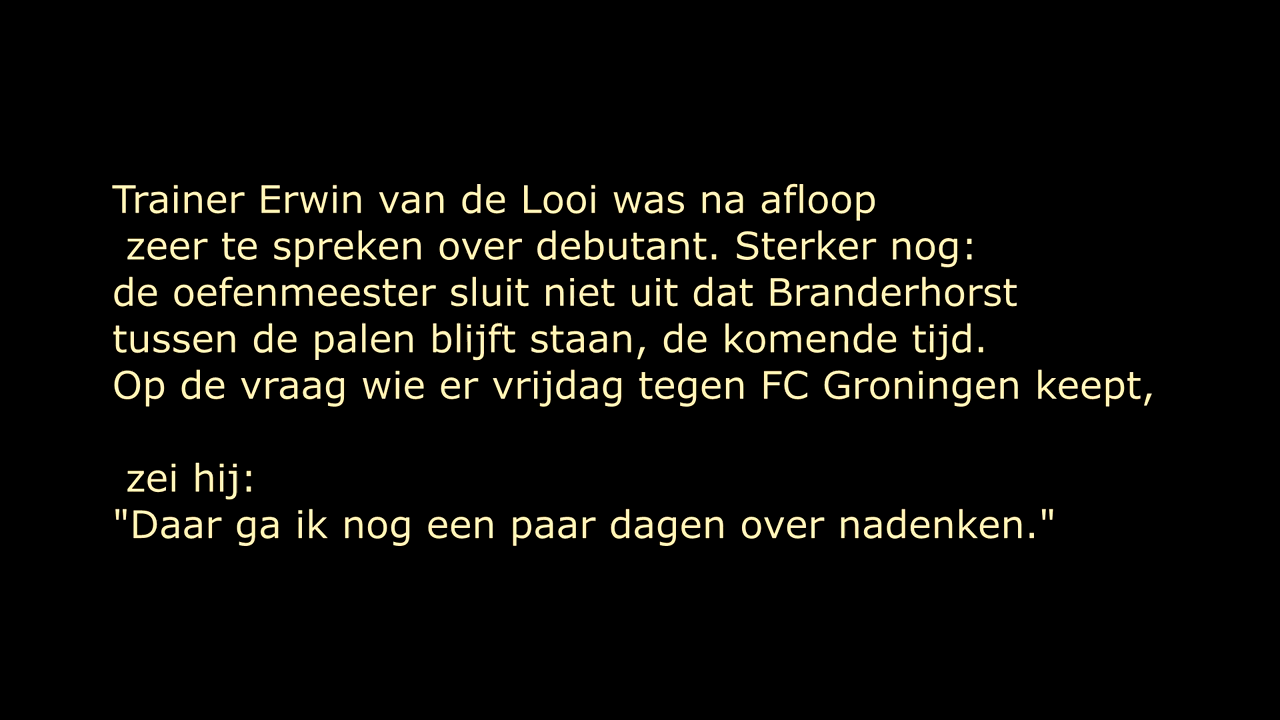 Trainer Erwin van de Looi was na afloop
zeer te spreken over debutant. Sterker nog:
de oefenmeester sluit niet uit dat Branderhorst
tussen de palen blijft staan, de komende tijd.
Op de vraag wie er vrijdag tegen FC Groningen keept,
zei hij:
"Daar ga ik nog een paar dagen over nadenken."